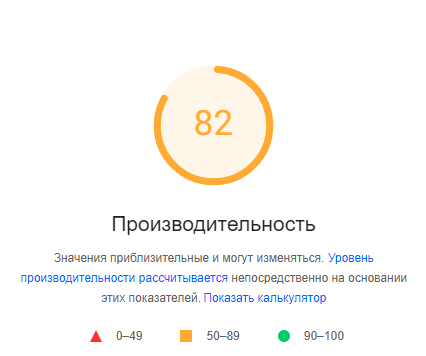 82
Производительность
Значения приблизительные и могут изменяться. Уровень
производительности рассчитывается непосредственно на основании
этих показателей. Показать калькулятор
0–49 50–89 90–100